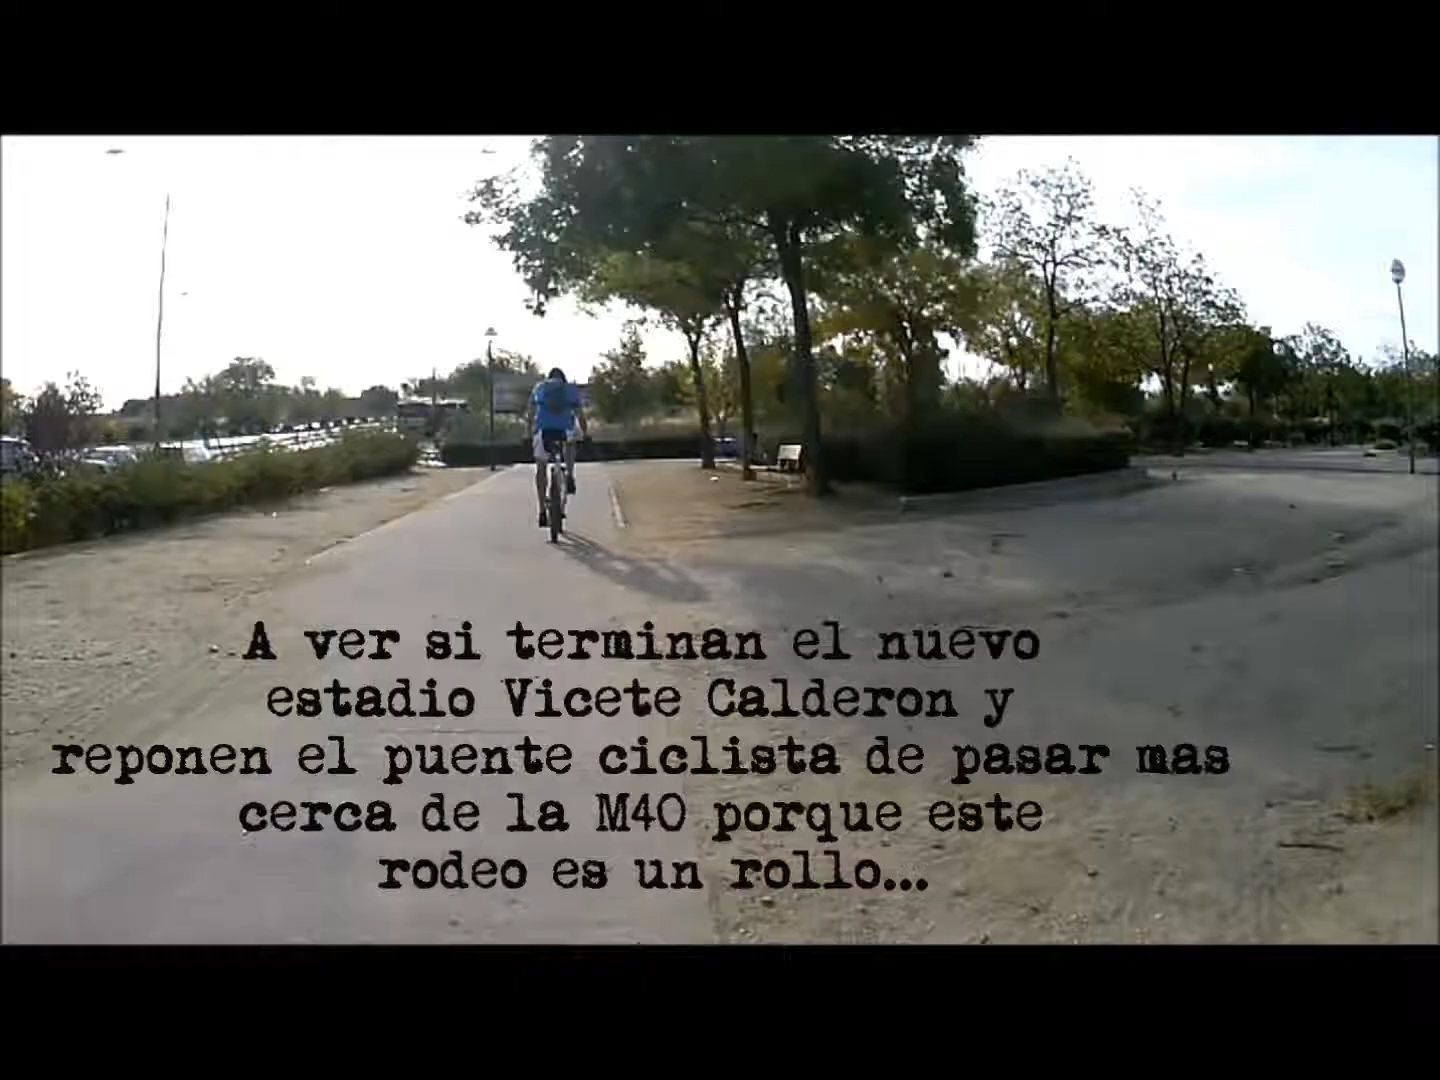 A ver si terminan el nuevo
estadio Vicete Calderon y
reponen el puente ciclista de pasar mas
cerca de la M40 porque este
rodeo es un rollo...